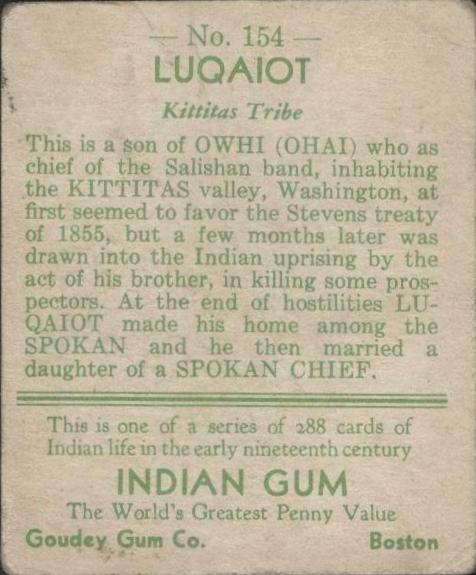 — No. 154 —
LUQAIOT
Kittitas Tribe
This is a son of OWHI (OHAI) who as
chief of the Salishan band, inhabiting
the KITTITAS valley, Washington, at
first seemed to favor the Stevens treaty
of 1855, but a few months later was
drawn into the Indian uprising by the
act of his brother, in killing some pros-
pectors. At the end of hostilities LU-
QAIOT made his home among the
SPOKAN and he then married a
daughter of a SPOKAN CHIEF.
This is one of a series of 288 cards of
Indian life in the early nineteenth century
INDIAN GUM
The World's Greatest Penny Value
Goudey Gum Co. Boston